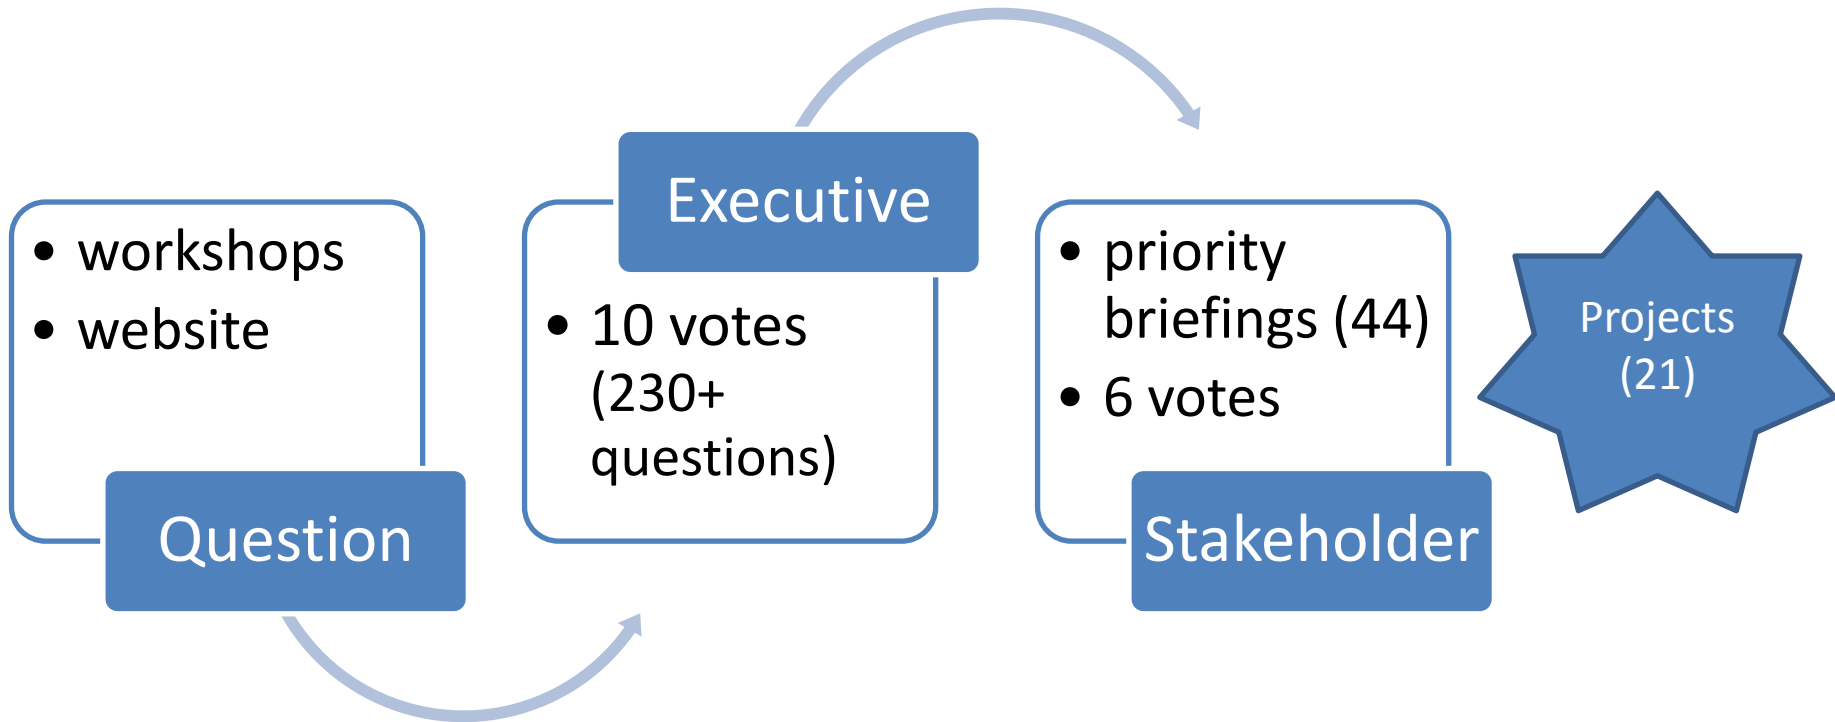 • workshops
• website
Question
Executive
• 10 votes
(230+
questions)
• priority
briefings (44)
• 6 votes
Stakeholder
Projects
(21)